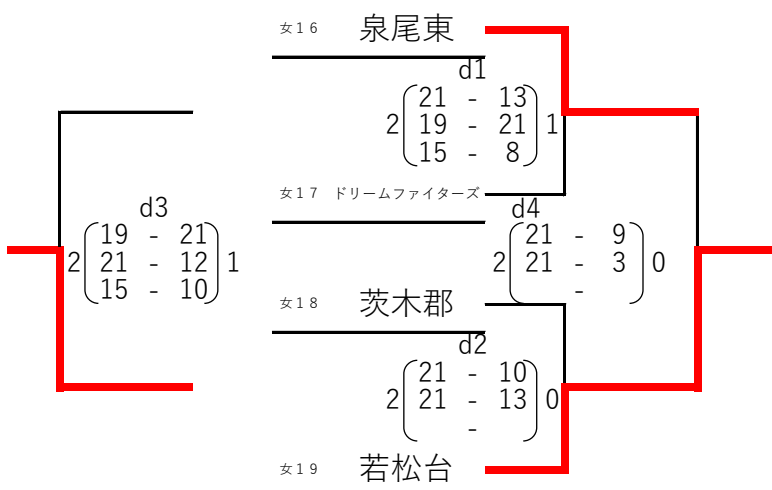 女１６ 泉尾東
d1
21 - 13
2 19 - 21 1
15 - 8
女１７ ドリームファイターズ
d3
19 - 21
2 21 - 12 1
15 - 10
d4
21 - 9
2 21 - 3 0
-
女１８ 茨木郡
d2
21 - 10
2 21 - 13 0
-
女１９ 若松台